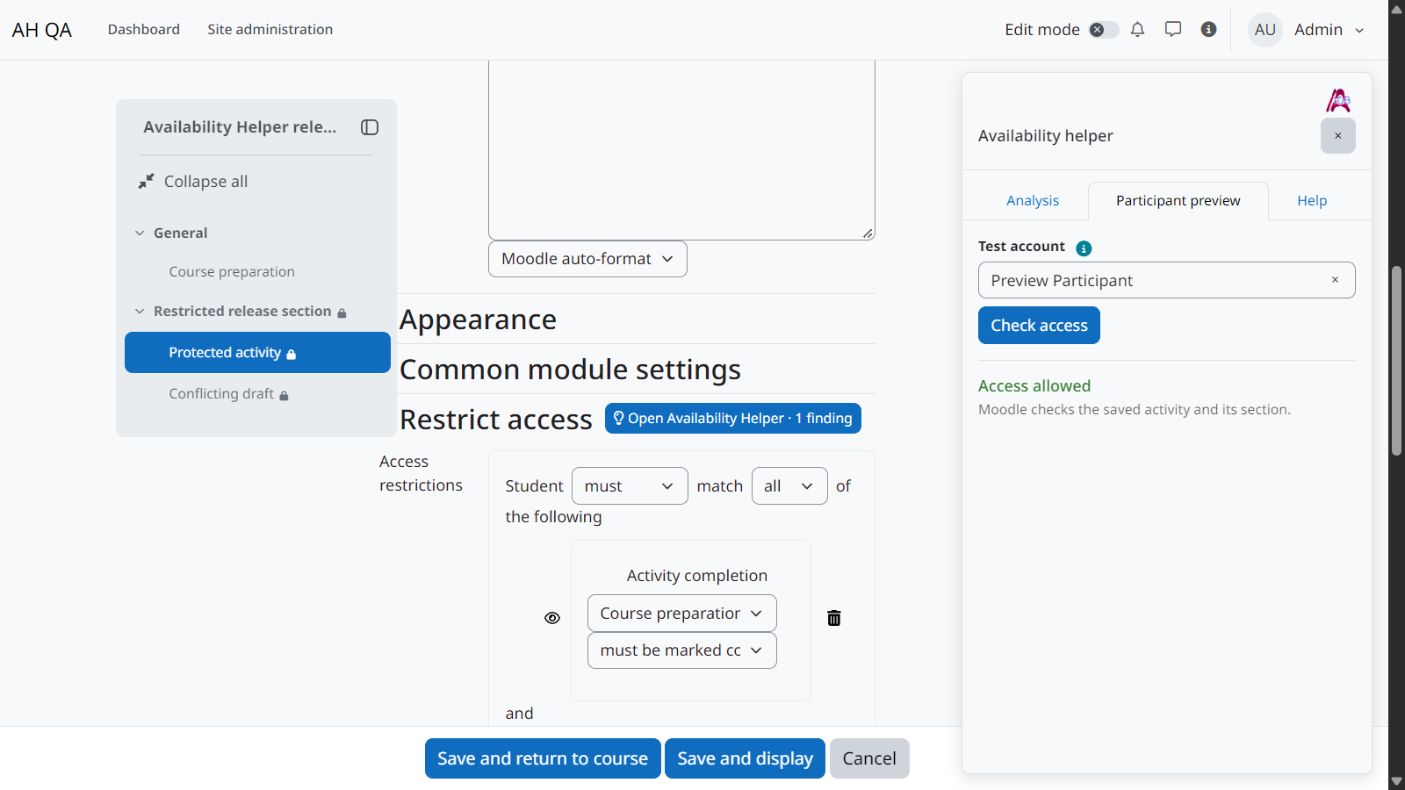 AH QA
Dashboard
Site administration
Edit mode
AU
Admin
Availability Helper rele...
Collapse all
General
Course preparation
Restricted release section
Protected activity
Conflicting draft
Moodle auto-format
Appearance
Common module settings
Restrict access
Open Availability Helper · 1 finding
Access
restrictions
Student must match all of
the following
Activity completion
Course preparation
must be marked cc
and
Save and return to course
Save and display
Cancel
Availability helper
×
Analysis
Participant preview
Help
Test account
Preview Participant ×
Check access
Access allowed
Moodle checks the saved activity and its section.